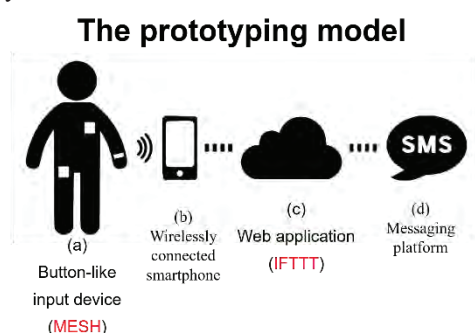 The prototyping model
SMS
(a)
Button-like
input device
(MESH)
(b)
Wirelessly
connected
smartphone
(c)
Web application
(IFTTT)
(d)
Messaging
platform